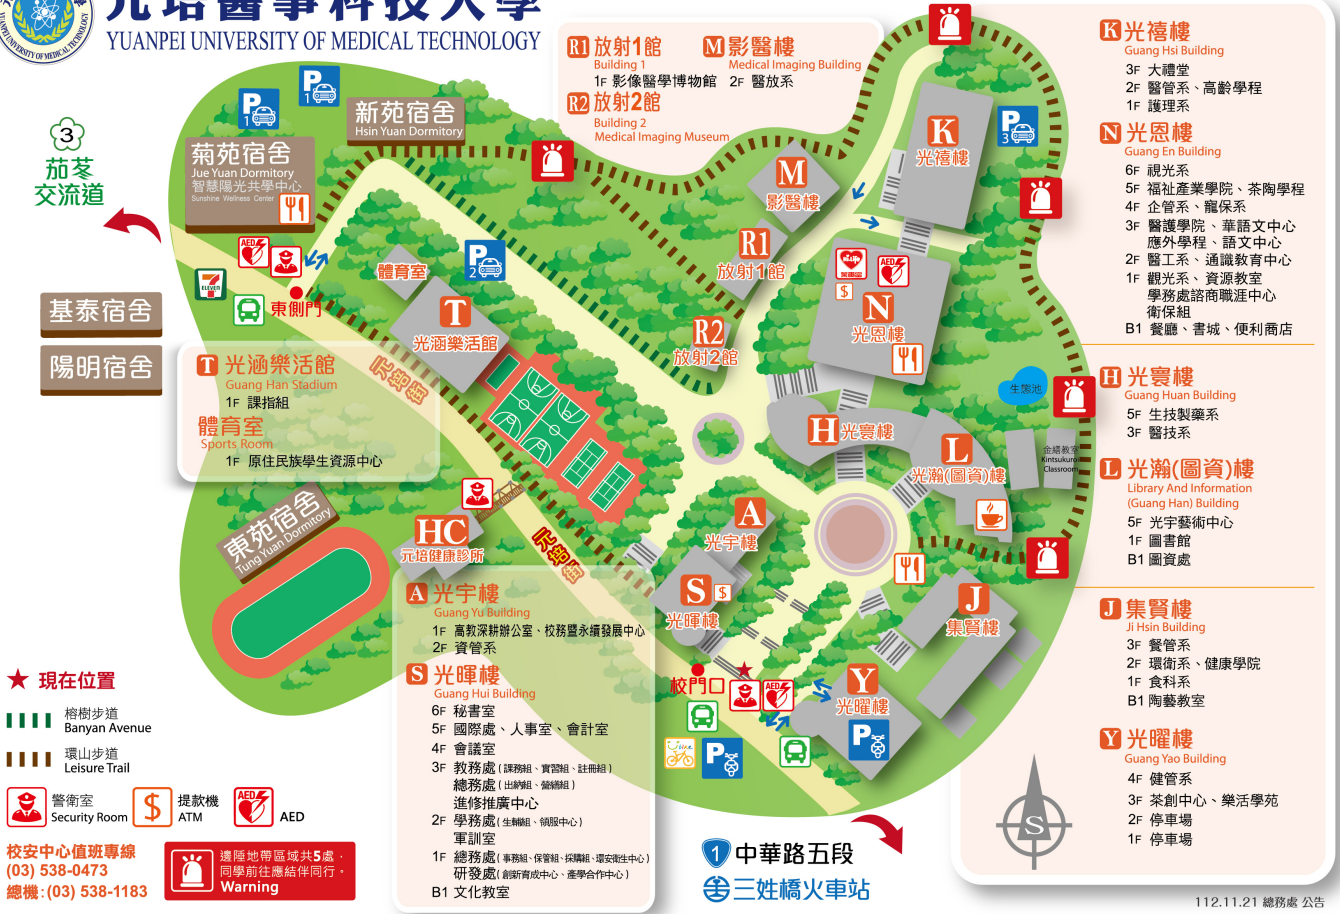 元培醫事科技大學
YUANPEI UNIVERSITY OF MEDICAL TECHNOLOGY
YUANPEI UNIVERSITY OF MEDICAL TECHNOLOGY
R1 放射1館
Building 1
1F 影像醫學博物館
M 影醫樓
Medical Imaging Building
2F 醫放系
R2 放射2館
Building 2
Medical Imaging Museum
K 光禧樓
Guang Hsi Building
3F 大禮堂
2F 醫管系、高齡學程
1F 護理系
N 光恩樓
Guang En Building
6F 視光系
5F 福祉產業學院、茶陶學程
4F 企管系、寵保系
3F 醫護學院、華語文中心
應外學程、語文中心
2F 醫工系、通識教育中心
1F 觀光系、資源教室
學務處諮商職涯中心
衛保組
B1 餐廳、書城、便利商店
H 光寰樓
Guang Huan Building
5F 生技製藥系
3F 醫技系
L 光瀚(圖資)樓
Library And Information
(Guang Han) Building
5F 光宇藝術中心
1F 圖書館
B1 圖資處
J 集賢樓
Ji Hsin Building
3F 餐管系
2F 環衛系、健康學院
1F 食科系
B1 陶藝教室
Y 光曜樓
Guang Yao Building
4F 健管系
3F 茶創中心、樂活學苑
2F 停車場
1F 停車場
3
茄苳
交流道
P1
P1
新苑宿舍
Hsin Yuan Dormitory
菊苑宿舍
Jue Yuan Dormitory
智慧陽光共學中心
Sunshine Wellness Center
AED
7
ELEVEN
東側門
基泰宿舍
陽明宿舍
體育室
P2
T
光涵樂活館
元培街
T 光涵樂活館
Guang Han Stadium
1F 課指組
體育室
Sports Room
1F 原住民族學生資源中心
K
光禧樓
P3
M
影醫樓
R1
放射1館
R2
放射2館
AED
$
N
光恩樓
生態池
H 光寰樓
L
光瀚(圖資)樓
金繕教室
Kintsukuroi
Classroom
東苑宿舍
Tung Yuan Dormitory
HC
元培健康診所
元培街
A
光宇樓
S
$
光暉樓
J
集賢樓
Y
光曜樓
校門口
AED
P
P
A 光宇樓
Guang Yu Building
1F 高教深耕辦公室、校務暨永續發展中心
2F 資管系
S 光暉樓
Guang Hui Building
6F 秘書室
5F 國際處、人事室、會計室
4F 會議室
3F 教務處(課務組、實習組、註冊組)
總務處(出納組、營繕組)
進修推廣中心
2F 學務處(生輔組、領服中心)
軍訓室
1F 總務處(事務組、保管組、採購組、環安衛生中心)
研發處(創新育成中心、產學合作中心)
B1 文化教室
★ 現在位置
榕樹步道
Banyan Avenue
環山步道
Leisure Trail
警衛室
Security Room
$
提款機
ATM
AED
AED
校安中心值班專線
(03) 538-0473
總機:(03) 538-1183
邊陲地帶區域共5處，
同學前往應結伴同行。
Warning
1 中華路五段
三姓橋火車站
S
112.11.21 總務處 公告